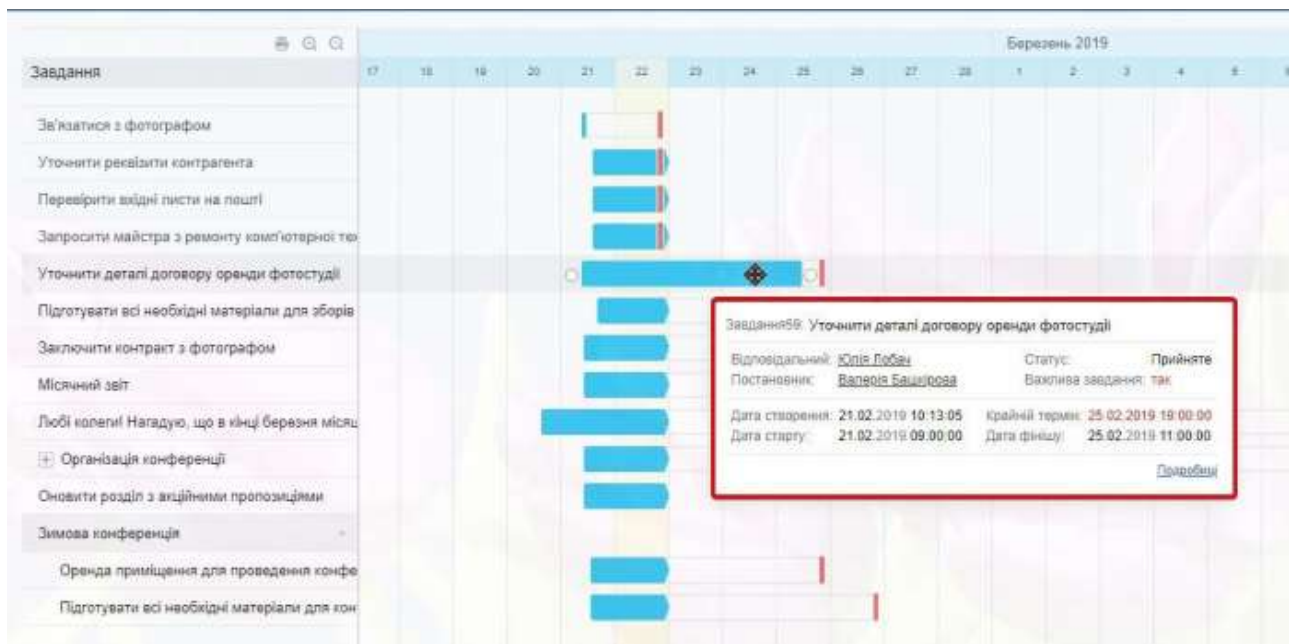 Березень 2019
Завдання
17 18 19 20 21 22 23 24 25 26 27 28 1 2 3 4 5
Зв'язатися з фотографом
Уточнити реквізити контрагента
Перевірити вхідні листи на пошті
Запросити майстра з ремонту комп'ютерної тех
Уточнити деталі договору оренди фотостудії
Підготувати всі необхідні матеріали для зборів
Завдання59: Уточнити деталі договору оренди фотостудії
Заключити контракт з фотографом
Відповідальний: Юлія Лобач Статус: Прийняте
Місячний звіт
Постановник: Валерія Башкірова Важлива завдання: так
Любі колеги! Нагадую, що в кінці березня місяц
Дата створення: 21.02.2019 10:13:05 Крайній термін: 25.02.2019 19:00:00
Дата старту: 21.02.2019 09:00:00 Дата фінішу: 25.02.2019 11:00:00
Організація конференції
Подробиці
Оновити розділ з акційними пропозиціями
Зимова конференція
Оренда приміщення для проведення конфе
Підготувати всі необхідні матеріали для кон